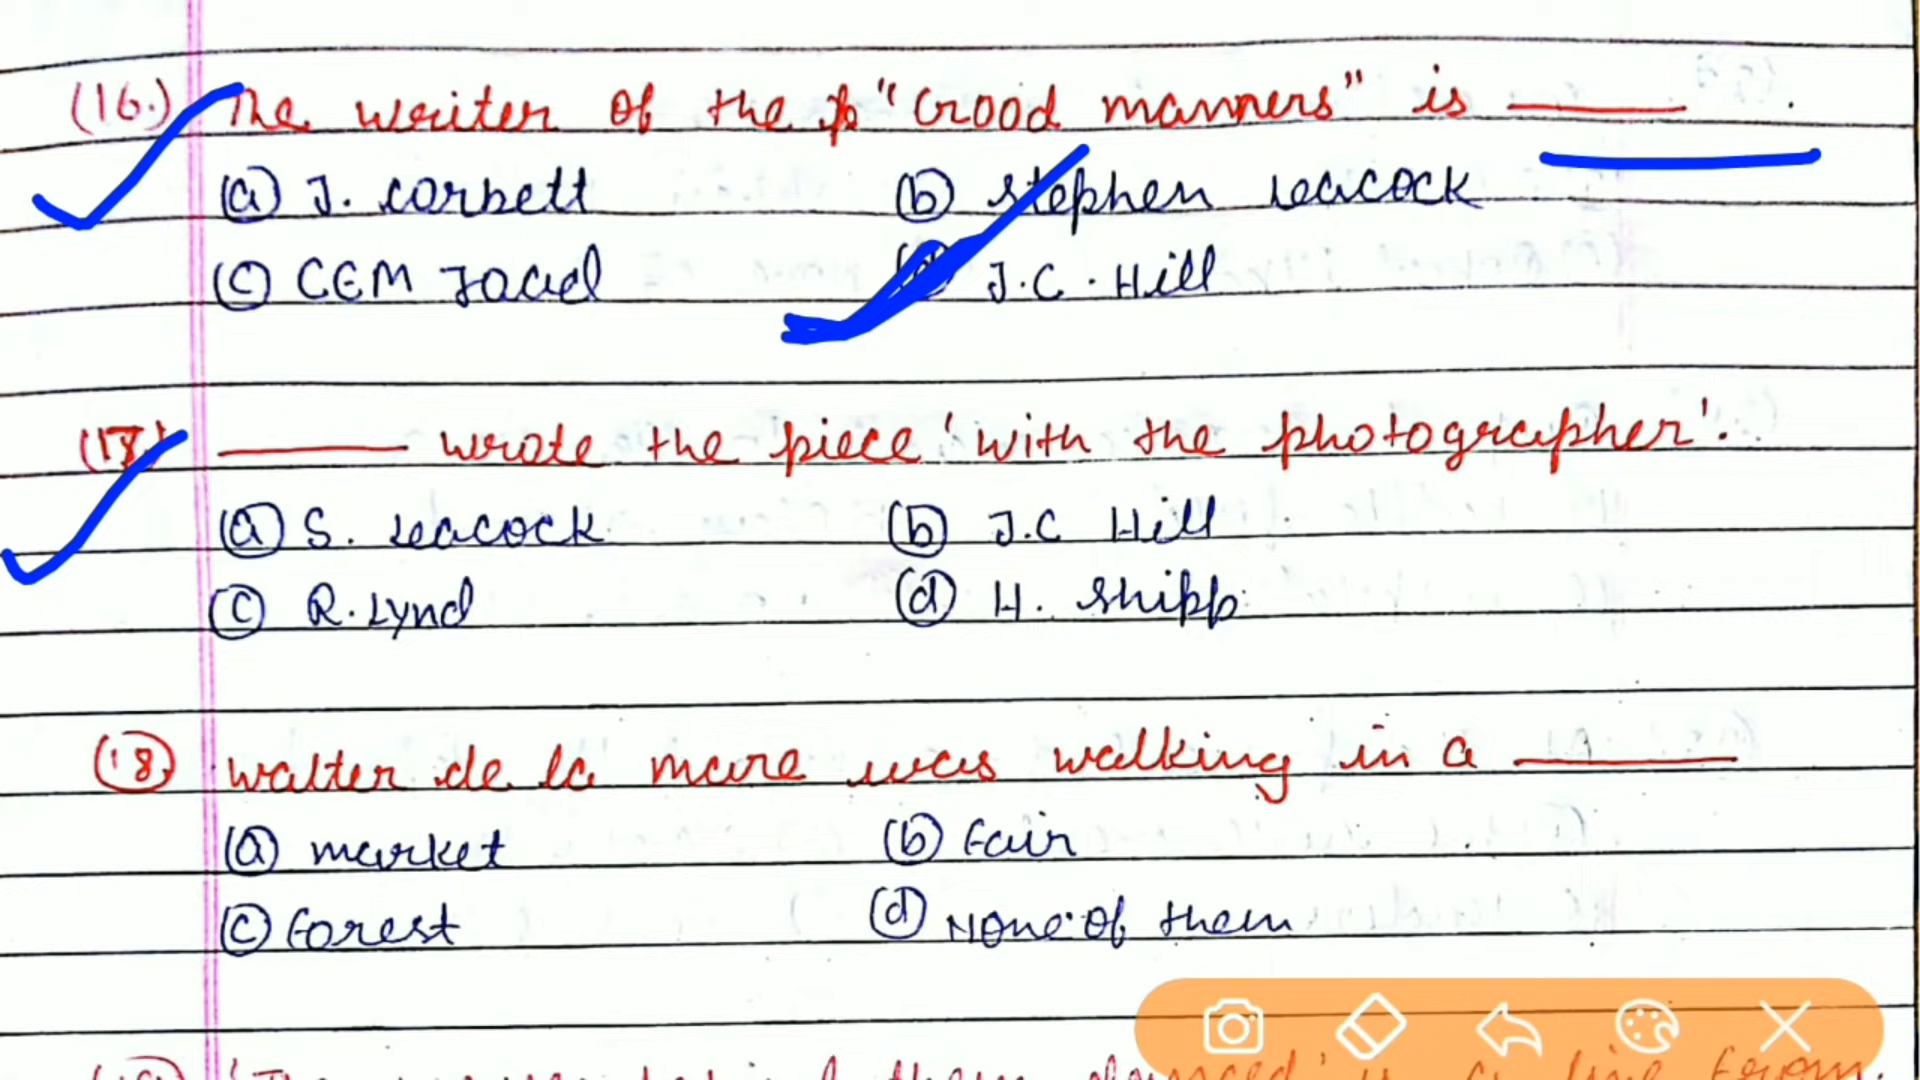 (16.) The writer of the "Good manners" is ______ .
(a) J. corbett (b) Stephen Leacock
(c) CEM Joad (d) J.C. Hill
(17.) ______ wrote the piece 'with the photographer'.
(a) S. Leacock (b) J.C Hill
(c) R. Lynd (d) H. Shipp
(18) walter de la mare was walking in a ______
(a) market (b) Fair
(c) Forest (d) None of them
(19)